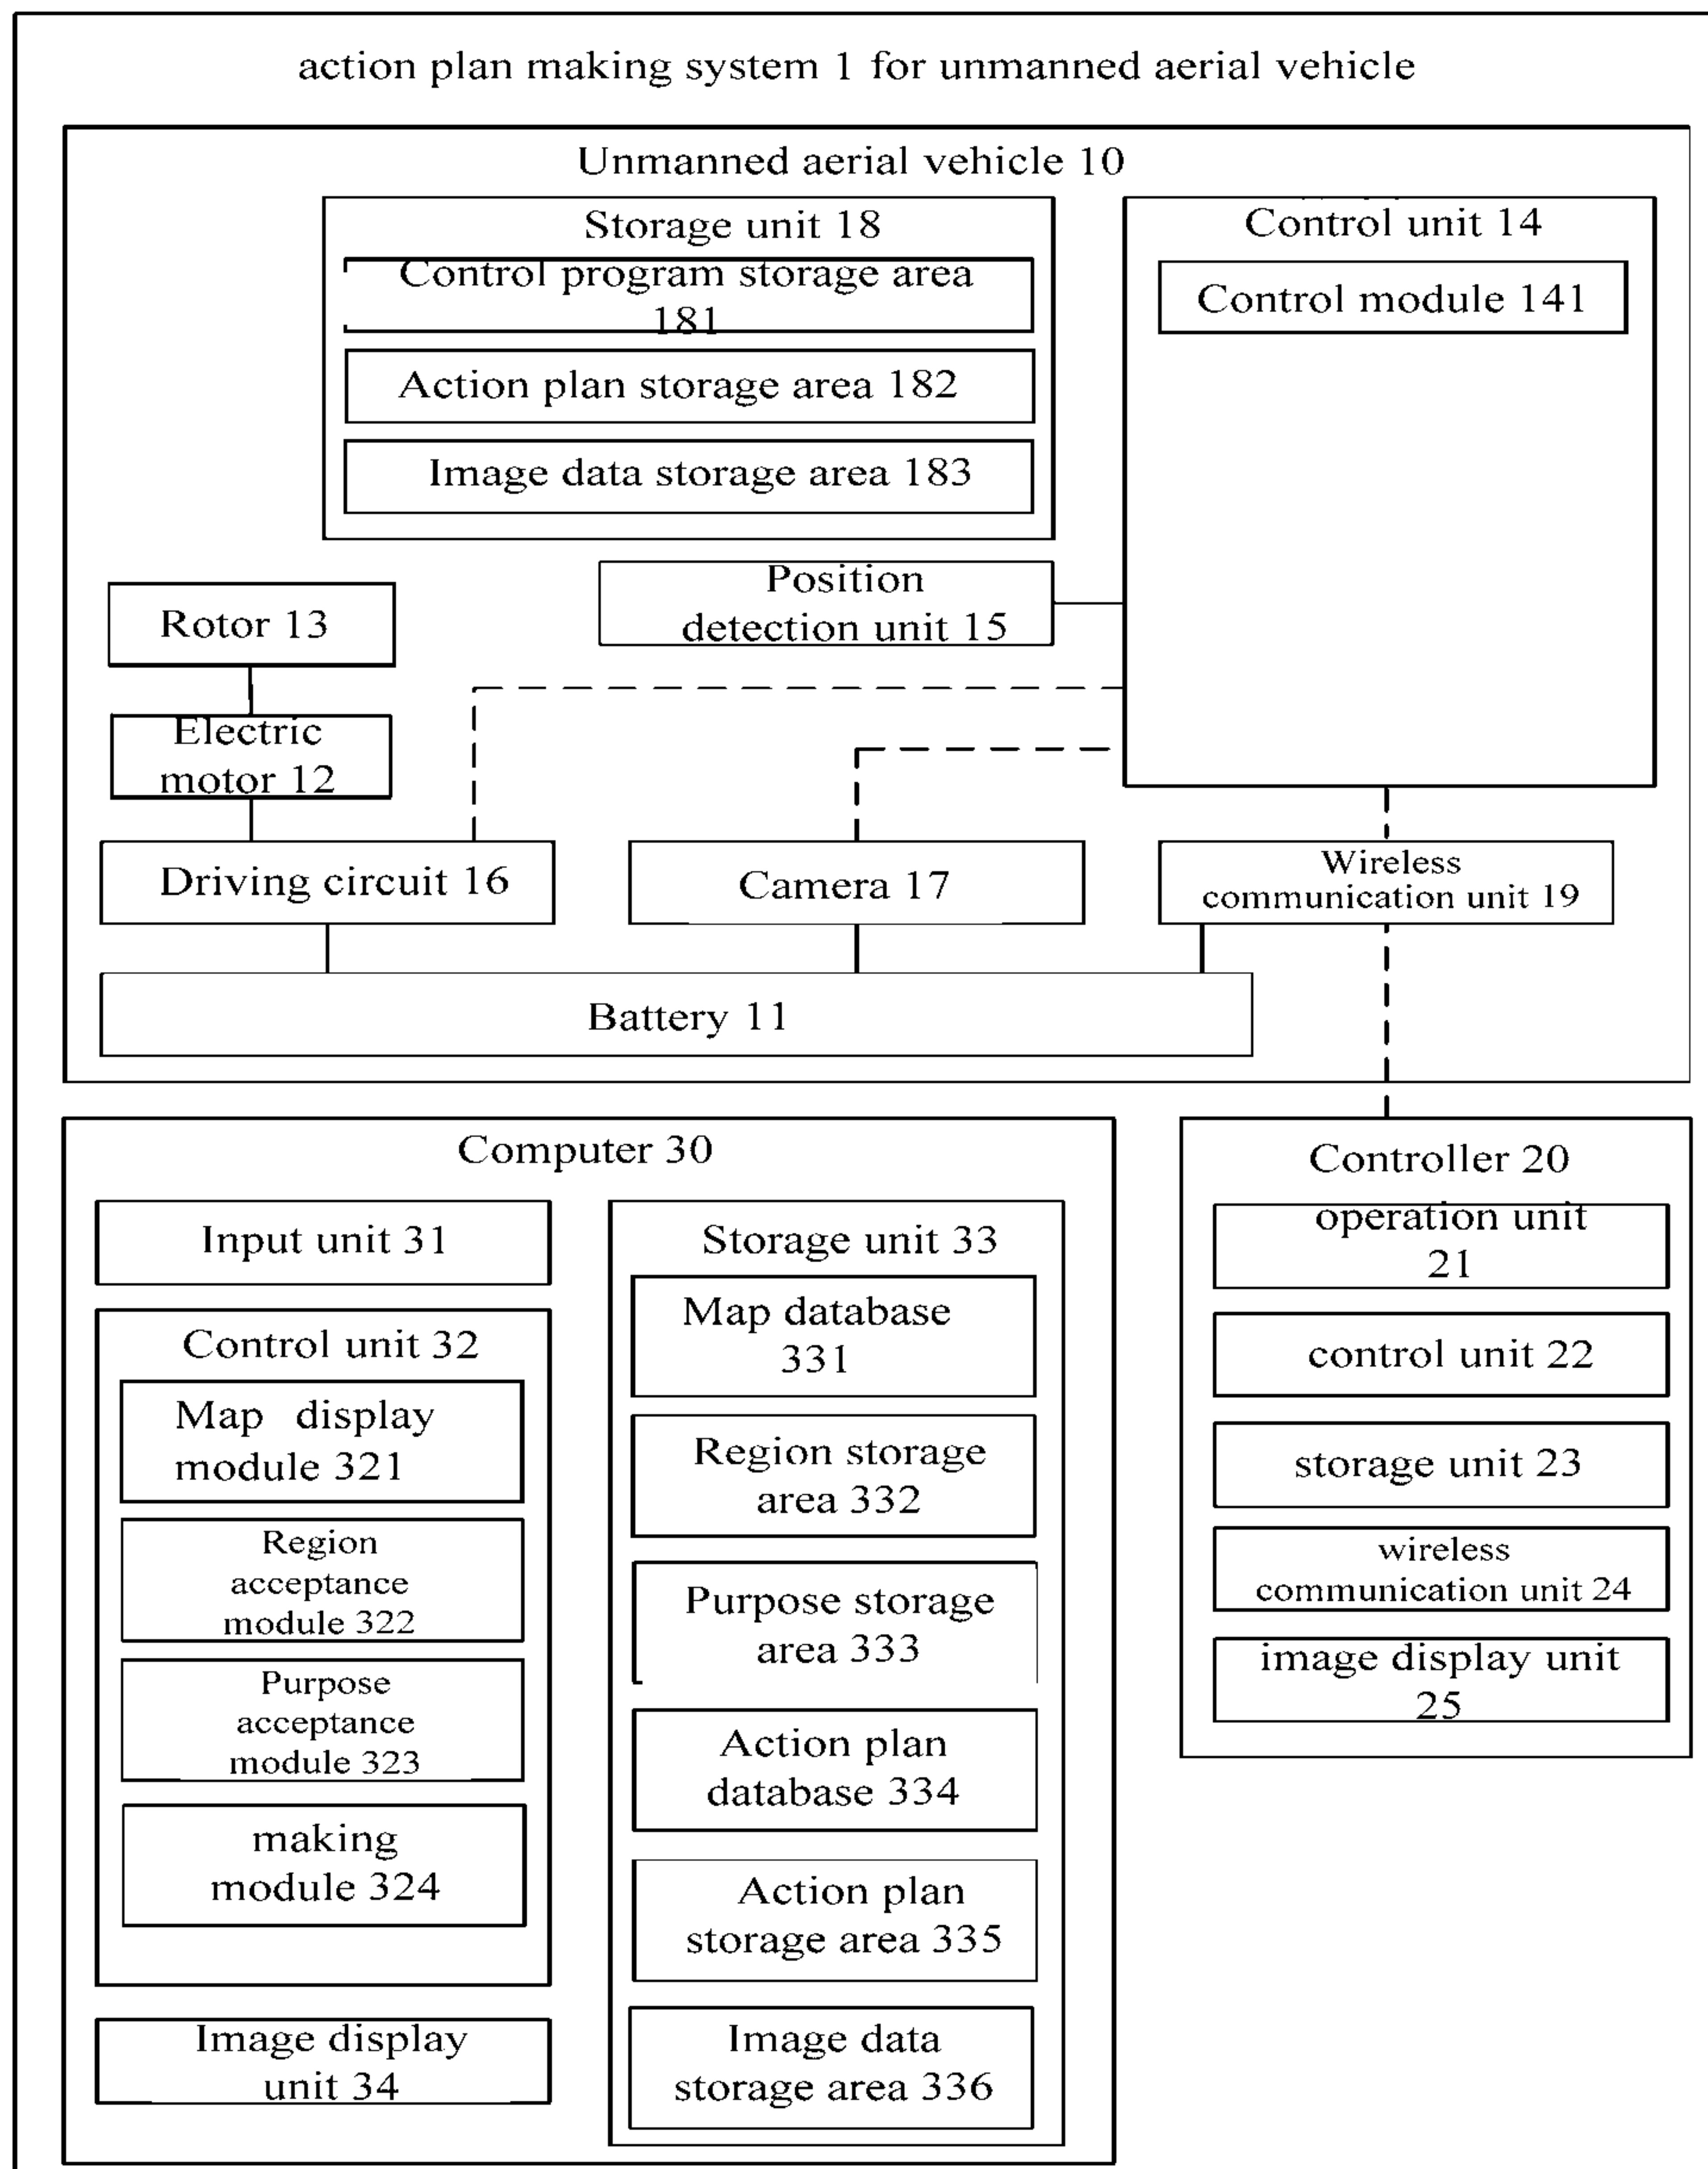 action plan making system 1 for unmanned aerial vehicle
Unmanned aerial vehicle 10
Storage unit 18
Control program storage area
181
Action plan storage area 182
Image data storage area 183
Control unit 14
Control module 141
Position
detection unit 15
Rotor 13
Electric
motor 12
Driving circuit 16
Camera 17
Wireless
communication unit 19
Battery 11
Computer 30
Input unit 31
Control unit 32
Map display
module 321
Region
acceptance
module 322
Purpose
acceptance
module 323
making
module 324
Image display
unit 34
Storage unit 33
Map database
331
Region storage
area 332
Purpose storage
area 333
Action plan
database 334
Action plan
storage area 335
Image data
storage area 336
Controller 20
operation unit
21
control unit 22
storage unit 23
wireless
communication unit 24
image display unit
25